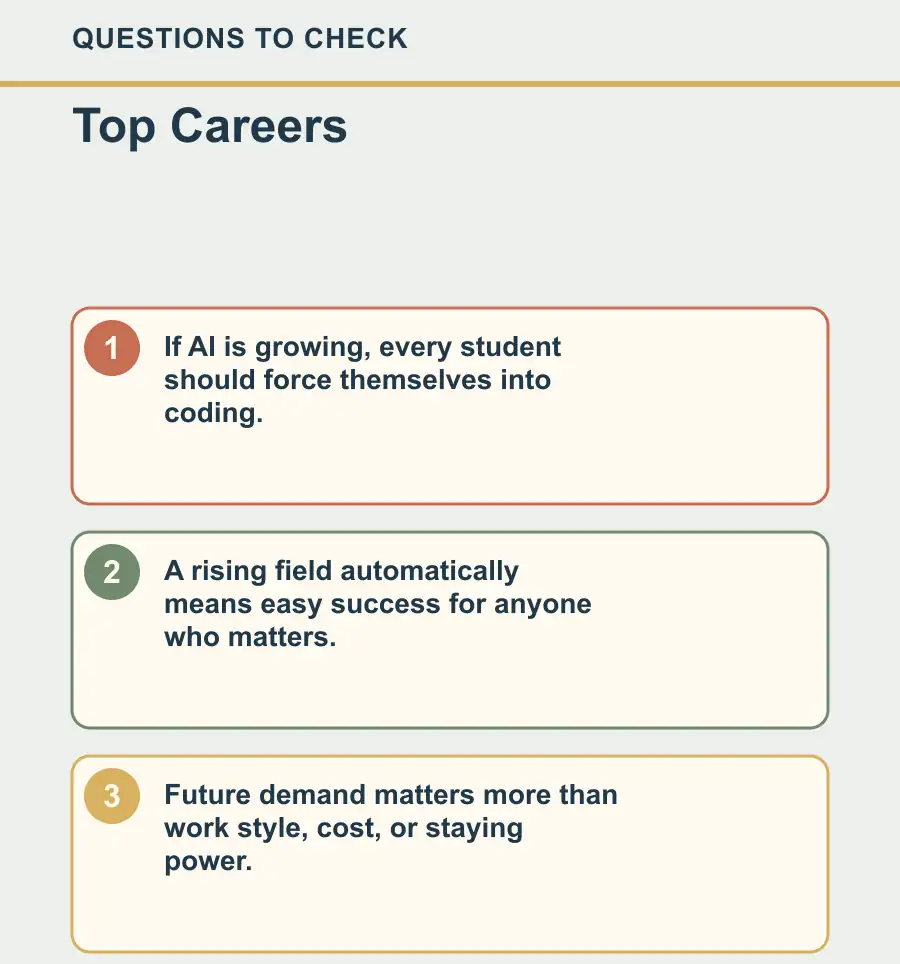 QUESTIONS TO CHECK
Top Careers
1
If AI is growing, every student
should force themselves into
coding.
2
A rising field automatically
means easy success for anyone
who matters.
3
Future demand matters more than
work style, cost, or staying
power.